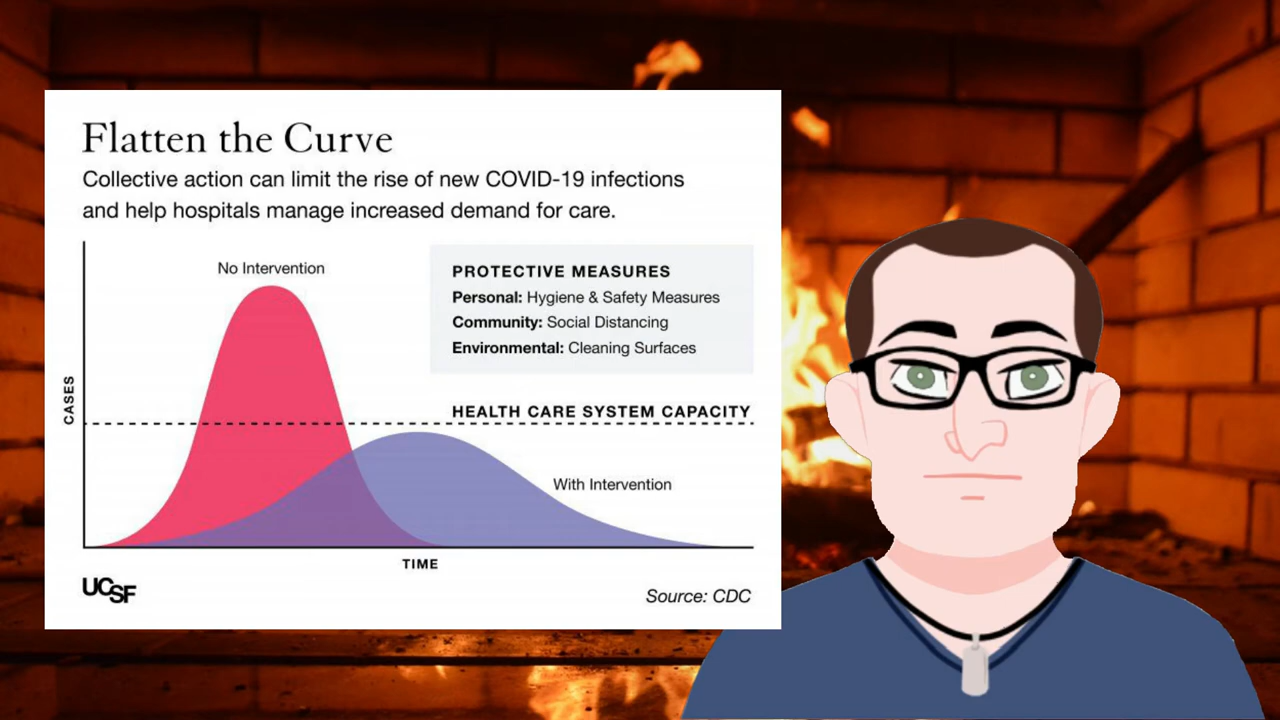 Flatten the Curve
Collective action can limit the rise of new COVID-19 infections
and help hospitals manage increased demand for care.
No Intervention
PROTECTIVE MEASURES
Personal: Hygiene & Safety Measures
Community: Social Distancing
Environmental: Cleaning Surfaces
HEALTH CARE SYSTEM CAPACITY
CASES
With Intervention
TIME
UCSF
Source: CDC